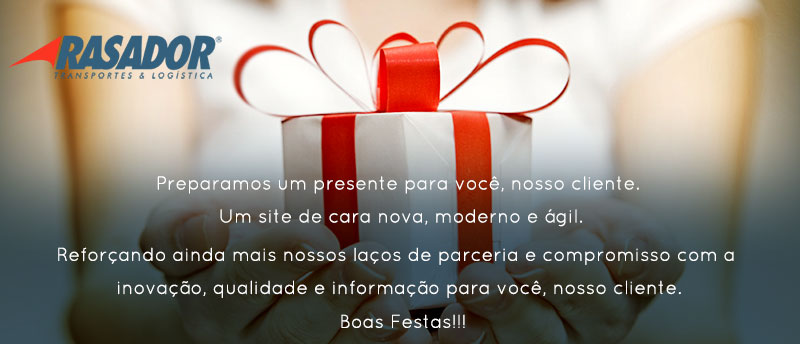 RASADOR®
TRANSPORTES & LOGÍSTICA
Preparamos um presente para você, nosso cliente.
Um site de cara nova, moderno e ágil.
Reforçando ainda mais nossos laços de parceria e compromisso com a
inovação, qualidade e informação para você, nosso cliente.
Boas Festas!!!